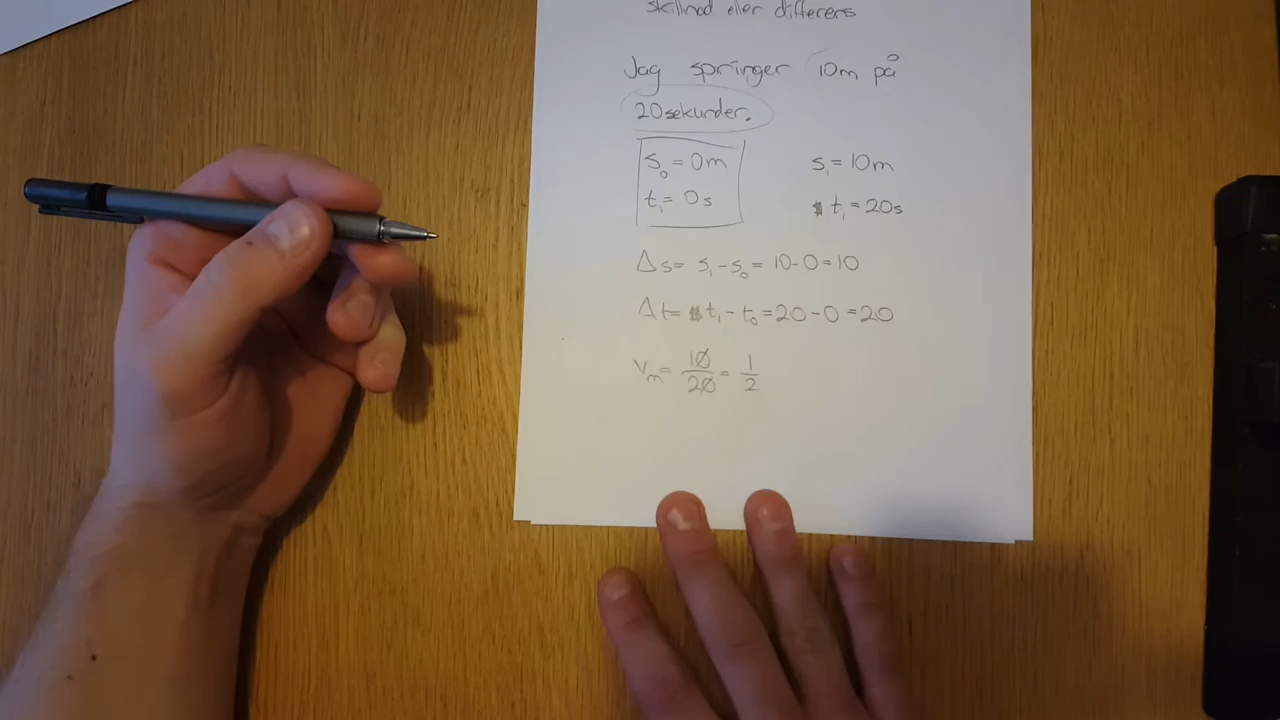 skillnad eller differens
Jag springer 10m på
20sekunder.
s₀ = 0m
t₁ = 0s
s₁ = 10m
t₁ = 20s
Δs = s₁ - s₀ = 10-0 = 10
Δt = t₁ - t₀ = 20-0 = 20
vₘ = 10/20 = 1/2